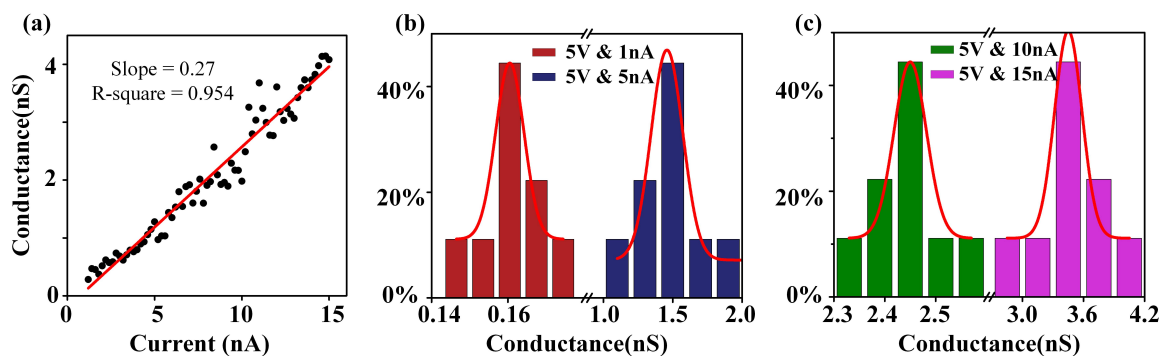 (a)
Slope = 0.27
R-square = 0.954
Conductance(nS)
4
2
0
0
5
10
15
Current (nA)
(b)
5V & 1nA
5V & 5nA
40%
20%
0%
0.14
0.16
1.0
1.5
2.0
Conductance(nS)
(c)
5V & 10nA
5V & 15nA
40%
20%
0%
2.3
2.4
2.5
3.0
3.6
4.2
Conductance(nS)